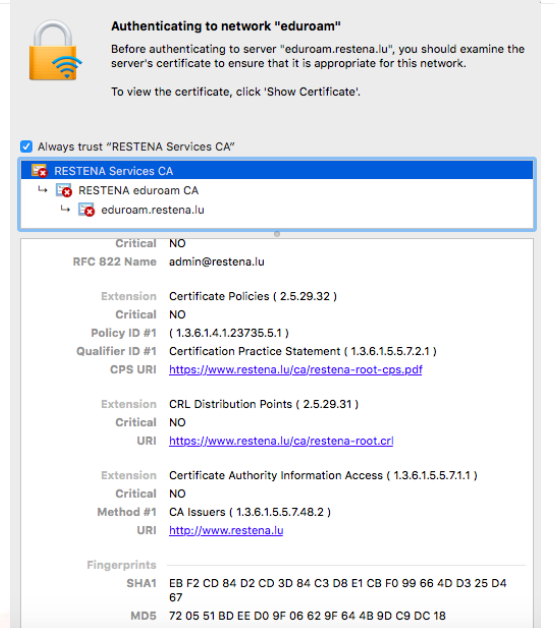 Authenticating to network "eduroam"
Before authenticating to server "eduroam.restena.lu", you should examine the
server's certificate to ensure that it is appropriate for this network.
To view the certificate, click 'Show Certificate'.
Always trust "RESTENA Services CA"
RESTENA Services CA
RESTENA eduroam CA
eduroam.restena.lu
Critical NO
RFC 822 Name admin@restena.lu
Extension Certificate Policies ( 2.5.29.32 )
Critical NO
Policy ID #1 ( 1.3.6.1.4.1.23735.5.1 )
Qualifier ID #1 Certification Practice Statement ( 1.3.6.1.5.5.7.2.1 )
CPS URI https://www.restena.lu/ca/restena-root-cps.pdf
Extension CRL Distribution Points ( 2.5.29.31 )
Critical NO
URI https://www.restena.lu/ca/restena-root.crl
Extension Certificate Authority Information Access ( 1.3.6.1.5.5.7.1.1 )
Critical NO
Method #1 CA Issuers ( 1.3.6.1.5.5.7.48.2 )
URI http://www.restena.lu
Fingerprints
SHA1 EB F2 CD 84 D2 CD 3D 84 C3 D8 E1 CB F0 99 66 4D D3 25 D4
67
MD5 72 05 51 BD EE D0 9F 06 62 9F 64 4B 9D C9 DC 18